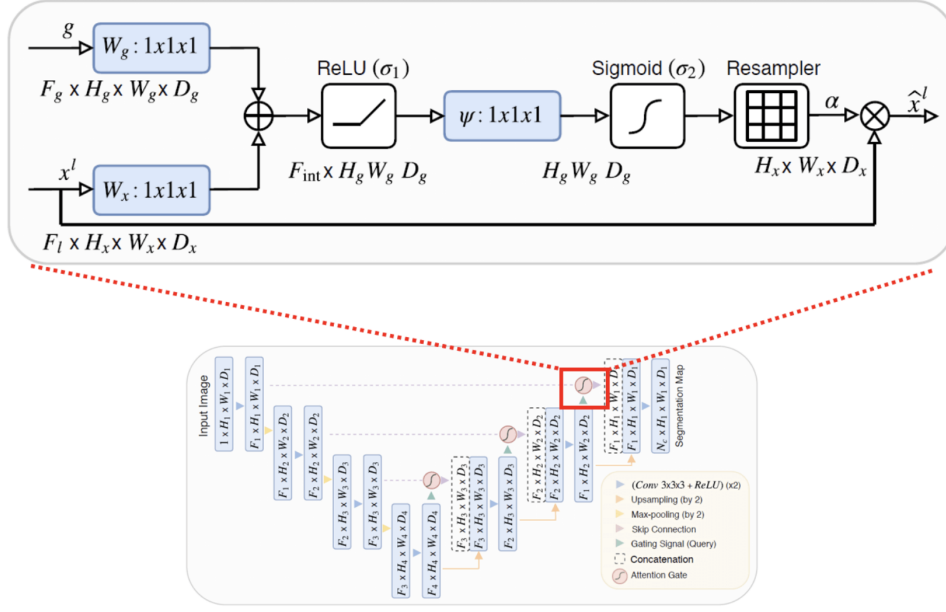 g
W_g : 1x1x1
F_g x H_g x W_g x D_g
x^l
W_x : 1x1x1
F_l x H_x x W_x x D_x
ReLU (σ_1)
F_int x H_g W_g D_g
ψ : 1x1x1
H_g W_g D_g
Sigmoid (σ_2)
Resampler
α
H_x x W_x x D_x
x̂^l
Input Image
1 x H_1 x W_1 x D_1
F_1 x H_1 x W_1 x D_1
F_1 x H_2 x W_2 x D_2
F_2 x H_2 x W_2 x D_2
F_2 x H_3 x W_3 x D_3
F_3 x H_3 x W_3 x D_3
F_3 x H_4 x W_4 x D_4
F_4 x H_4 x W_4 x D_4
F_3 x H_3 x W_3 x D_3
F_3 x H_3 x W_3 x D_3
F_2 x H_3 x W_3 x D_3
F_2 x H_2 x W_2 x D_2
F_2 x H_2 x W_2 x D_2
F_1 x H_2 x W_2 x D_2
F_1 x H_1 x W_1 x D_1
F_1 x H_1 x W_1 x D_1
N_c x H_1 x W_1 x D_1
Segmentation Map
(Conv 3x3x3 + ReLU) (x2)
Upsampling (by 2)
Max-pooling (by 2)
Skip Connection
Gating Signal (Query)
Concatenation
Attention Gate